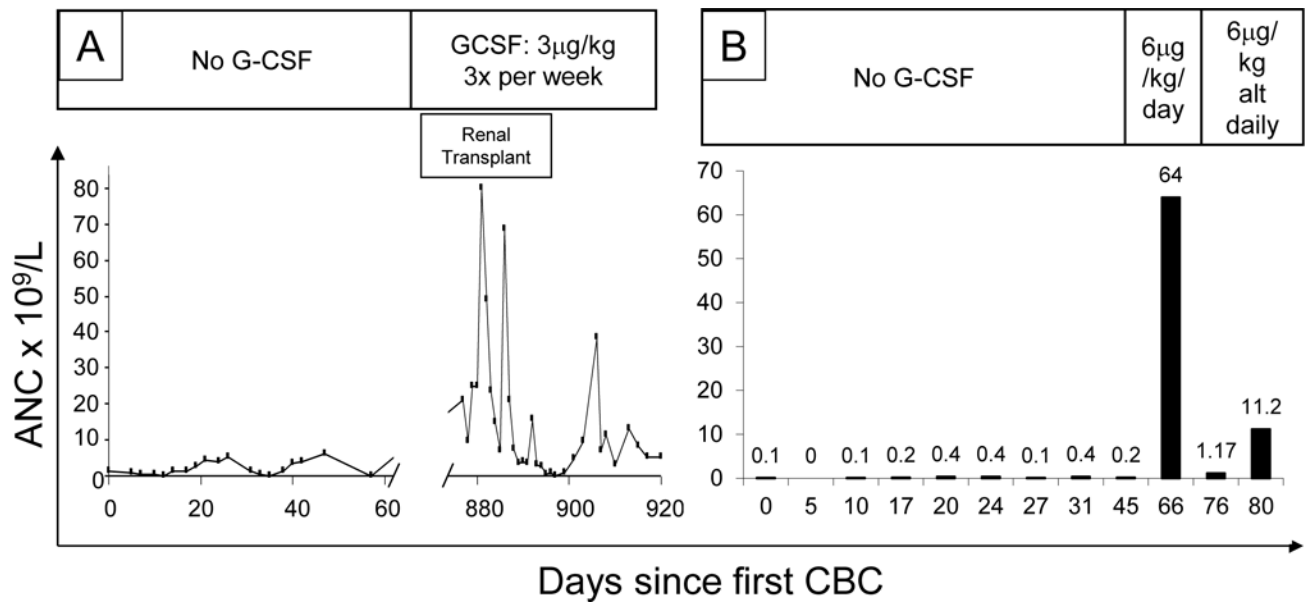 A
No G-CSF
GCSF: 3μg/kg
3x per week
Renal
Transplant
ANC x 10⁹/L
80
70
60
50
40
30
20
10
0
0 20 40 60 880 900 920
B
No G-CSF
6μg
/kg/
day
6μg/
kg
alt
daily
70
60
50
40
30
20
10
0
0.1 0 0.1 0.2 0.4 0.4 0.1 0.4 0.2 64 1.17 11.2
0 5 10 17 20 24 27 31 45 66 76 80
Days since first CBC